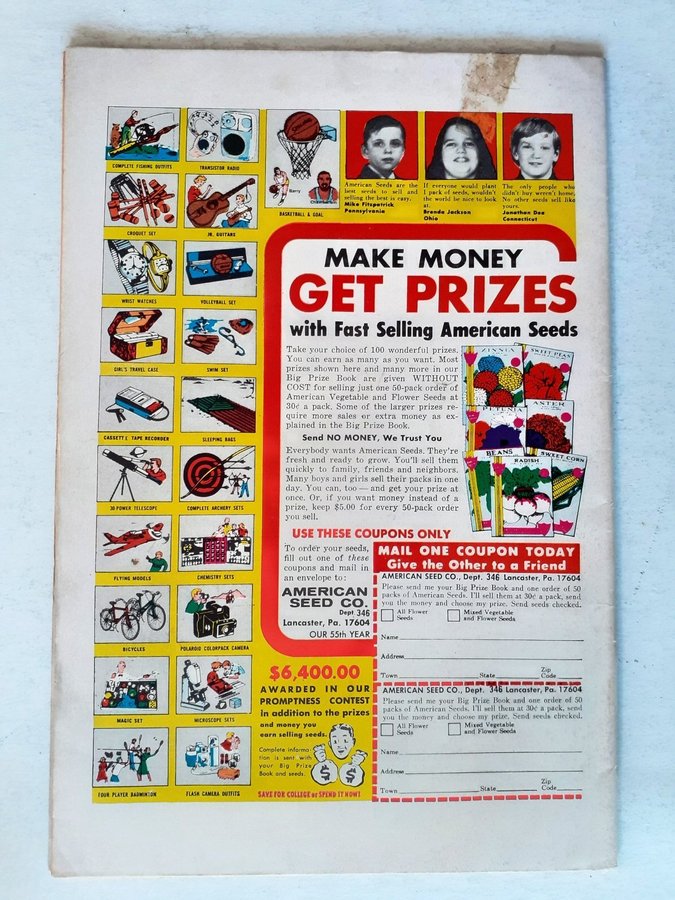 COMPLETE FISHING OUTFITS
TRANSISTOR RADIO
CROQUET SET
JR. GUITARS
WRIST WATCHES
VOLLEYBALL SET
GIRL'S TRAVEL CASE
SWIM SET
CASSETTE TAPE RECORDER
SLEEPING BAGS
30-POWER TELESCOPE
COMPLETE ARCHERY SETS
FLYING MODELS
CHEMISTRY SETS
BICYCLES
POLAROID COLORPACK CAMERA
MAGIC SET
MICROSCOPE SETS
FOUR PLAYER BADMINTON
FLASH CAMERA OUTFITS
Barry
Chamberlain
BASKETBALL & GOAL
American Seeds are the
best seeds to sell and
selling the best is easy.
Mike Fitzpatrick
Pennsylvania
If everyone would plant
1 pack of seeds, wouldn't
the world be nice to look
at.
Brenda Jackson
Ohio
The only people who
didn't buy weren't home.
No other seeds sell like
yours.
Jonathan Dee
Connecticut
MAKE MONEY
GET PRIZES
with Fast Selling American Seeds
Take your choice of 100 wonderful prizes.
You can earn as many as you want. Most
prizes shown here and many more in our
Big Prize Book are given WITHOUT
COST for selling just one 50-pack order of
American Vegetable and Flower Seeds at
30¢ a pack. Some of the larger prizes re-
quire more sales or extra money as ex-
plained in the Big Prize Book.
Send NO MONEY, We Trust You
Everybody wants American Seeds. They're
fresh and ready to grow. You'll sell them
quickly to family, friends and neighbors.
Many boys and girls sell their packs in one
day. You can, too — and get your prize at
once. Or, if you want money instead of a
prize, keep $5.00 for every 50-pack order
you sell.
ZINNIA
SWEET PEAS
PETUNIA
ASTER
BEANS
RADISH
SWEET CORN
USE THESE COUPONS ONLY
To order your seeds,
fill out one of these
coupons and mail in
an envelope to:
AMERICAN
SEED CO.
Dept 346
Lancaster, Pa. 17604
OUR 55th YEAR
$6,400.00
AWARDED IN OUR
PROMPTNESS CONTEST
in addition to the prizes
and money you
earn selling seeds.
Complete informa-
tion is sent with
your Big Prize
Book and seeds.
$ $
SAVE FOR COLLEGE or SPEND IT NOW!
MAIL ONE COUPON TODAY
Give the Other to a Friend
AMERICAN SEED CO., Dept. 346 Lancaster, Pa. 17604
Please send me your Big Prize Book and one order of 50
packs of American Seeds. I'll sell them at 30¢ a pack, send
you the money and choose my prize. Send seeds checked.
All Flower Seeds
Mixed Vegetable and Flower Seeds
Name
Address
Town State Zip Code
AMERICAN SEED CO., Dept. 346 Lancaster, Pa. 17604
Please send me your Big Prize Book and one order of 50
packs of American Seeds. I'll sell them at 30¢ a pack, send
you the money and choose my prize. Send seeds checked.
All Flower Seeds
Mixed Vegetable and Flower Seeds
Name
Address
Town State Zip Code